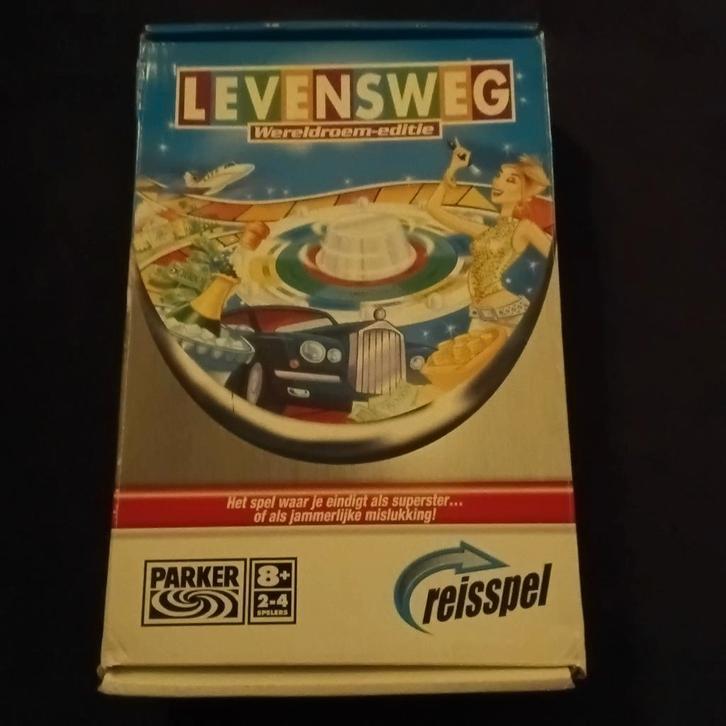 LEVENSWEG
Wereldroem-editie
Het spel waar je eindigt als superster...
of als jammerlijke mislukking!
PARKER
8+
2-4
SPELERS
reisspel